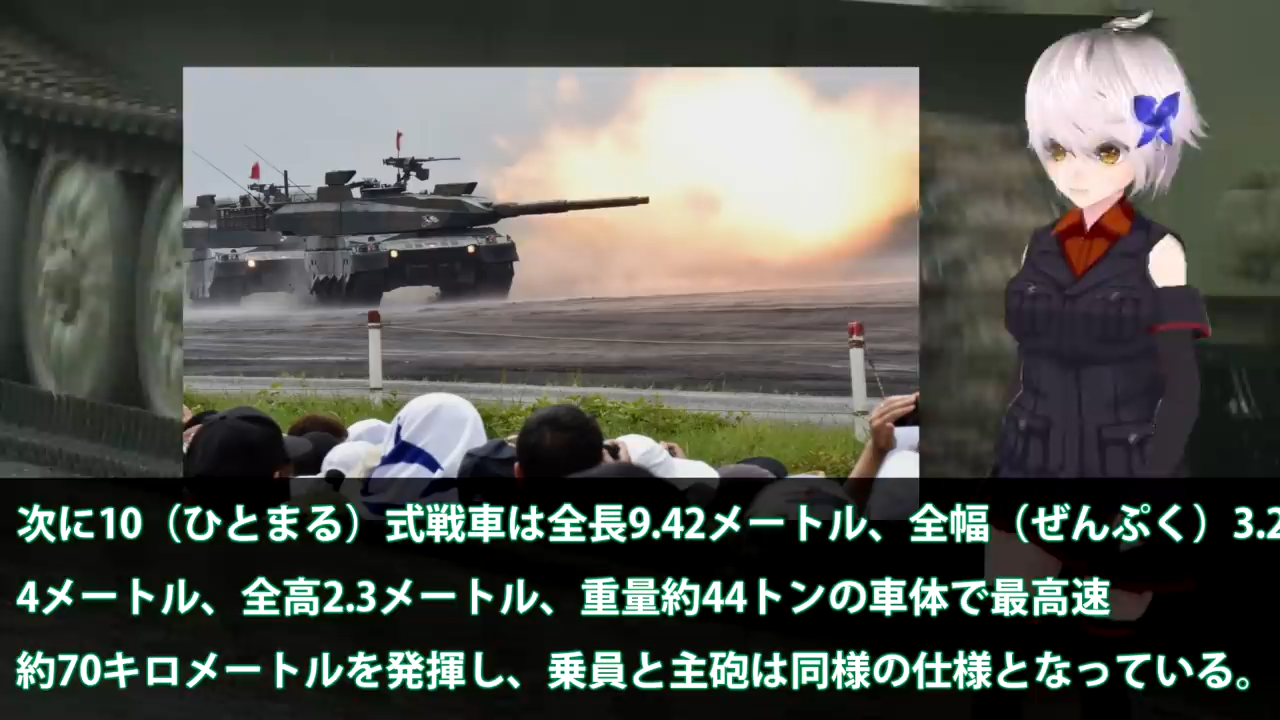 次に10（ひとまる）式戦車は全長9.42メートル、全幅（ぜんぷく）3.2
4メートル、全高2.3メートル、重量約44トンの車体で最高速
約70キロメートルを発揮し、乗員と主砲は同様の仕様となっている。